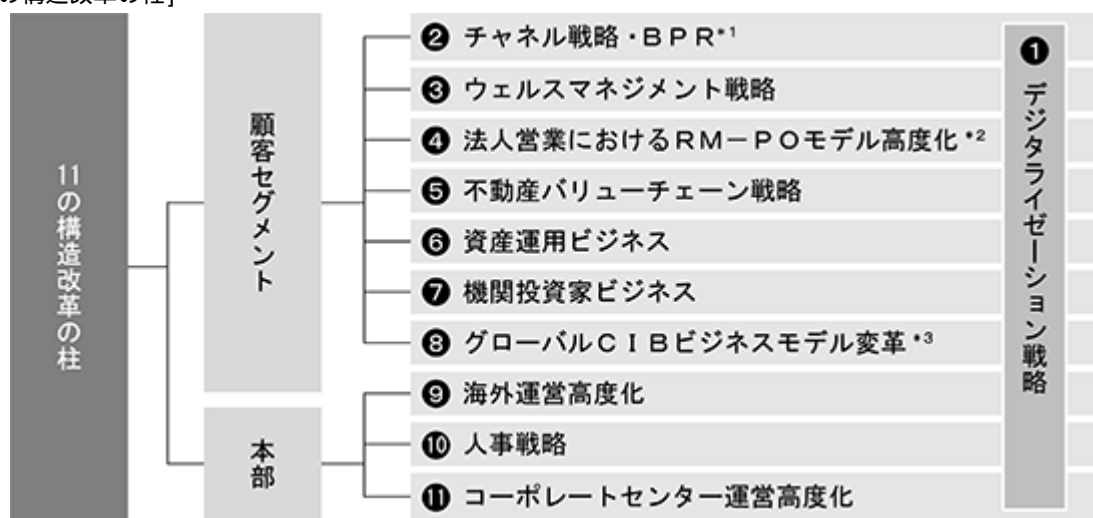 の構造改革の柱]
11の構造改革の柱
顧客セグメント
❷ チャネル戦略・BPR*1
❸ ウェルスマネジメント戦略
❹ 法人営業におけるRM-POモデル高度化*2
❺ 不動産バリューチェーン戦略
❻ 資産運用ビジネス
❼ 機関投資家ビジネス
❽ グローバルCIBビジネスモデル変革*3
本部
❾ 海外運営高度化
❿ 人事戦略
⓫ コーポレートセンター運営高度化
❶ デジタライゼーション戦略